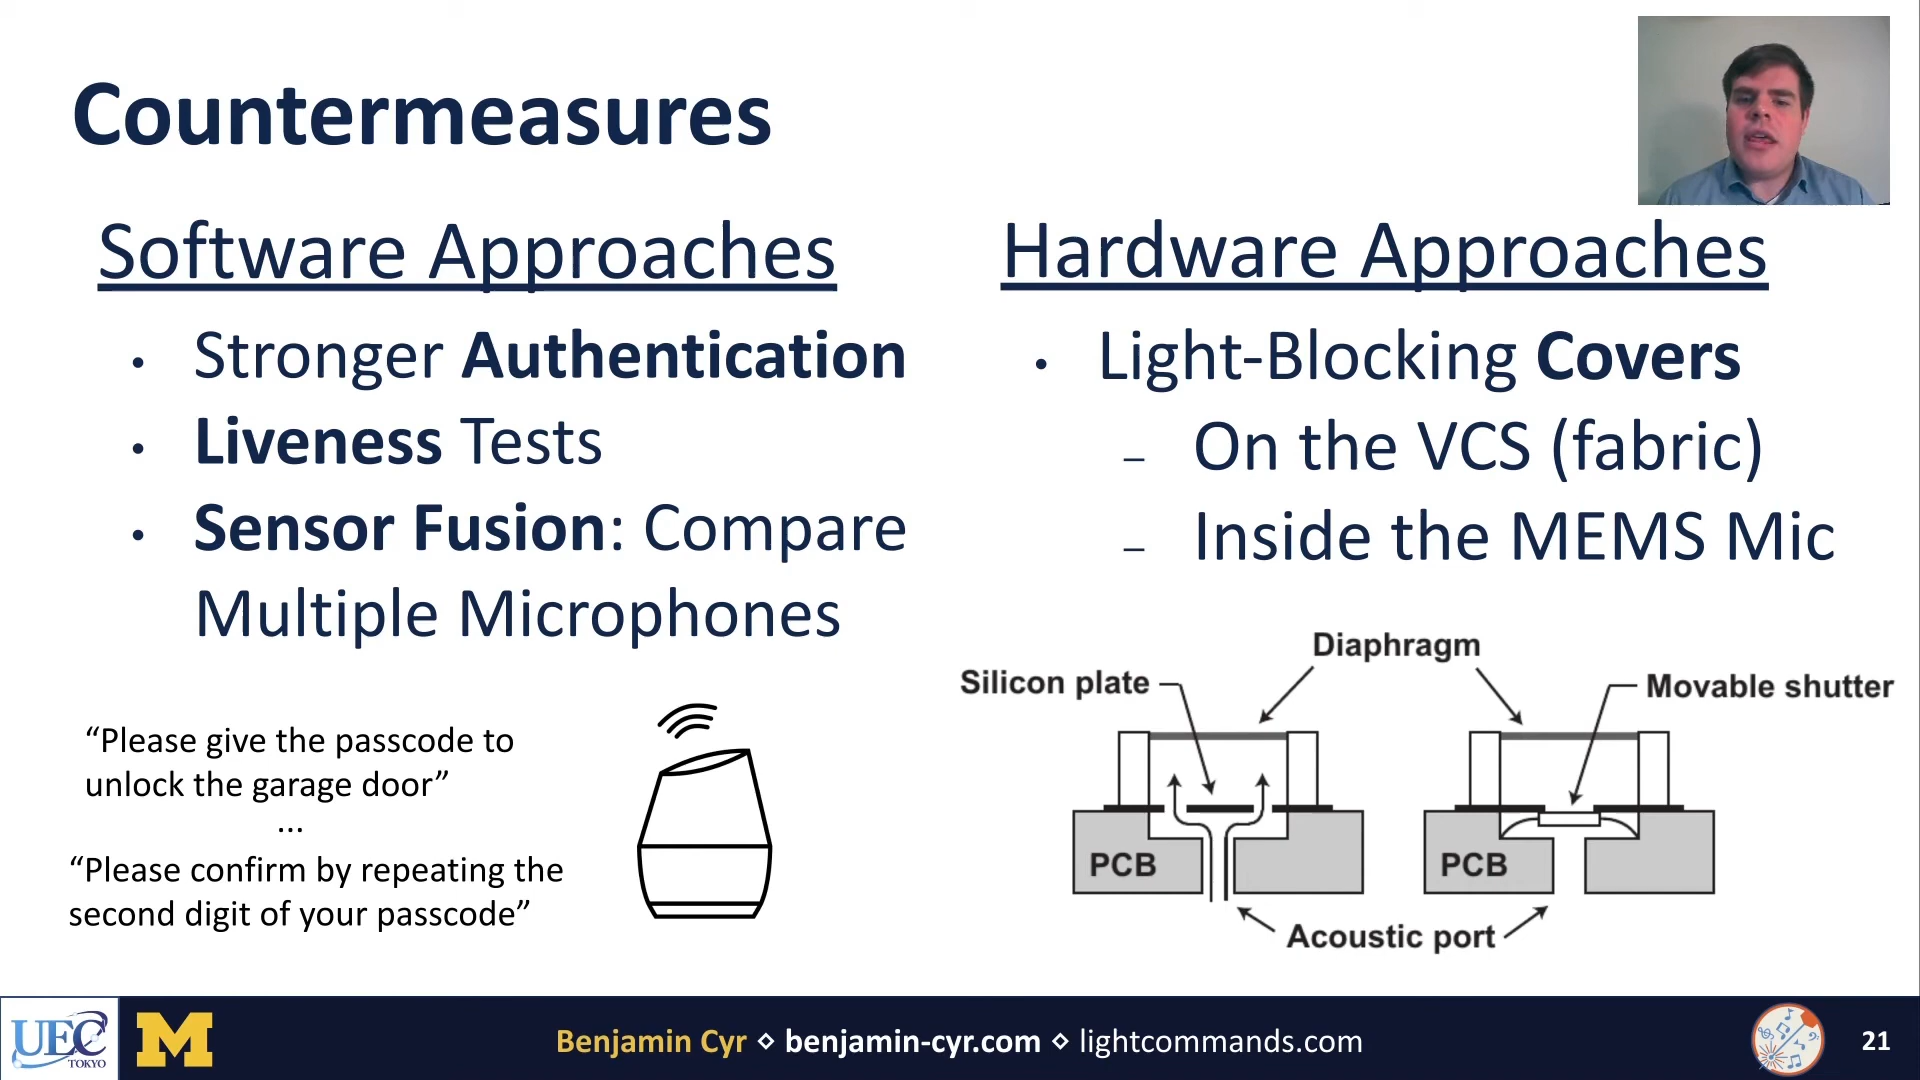 Countermeasures
Software Approaches
• Stronger Authentication
• Liveness Tests
• Sensor Fusion: Compare
Multiple Microphones
“Please give the passcode to
unlock the garage door”
...
“Please confirm by repeating the
second digit of your passcode”
Hardware Approaches
• Light-Blocking Covers
– On the VCS (fabric)
– Inside the MEMS Mic
Diaphragm
Silicon plate
Movable shutter
PCB
PCB
Acoustic port
UEC
TOKYO
M
Benjamin Cyr ⋄ benjamin-cyr.com ⋄ lightcommands.com
21